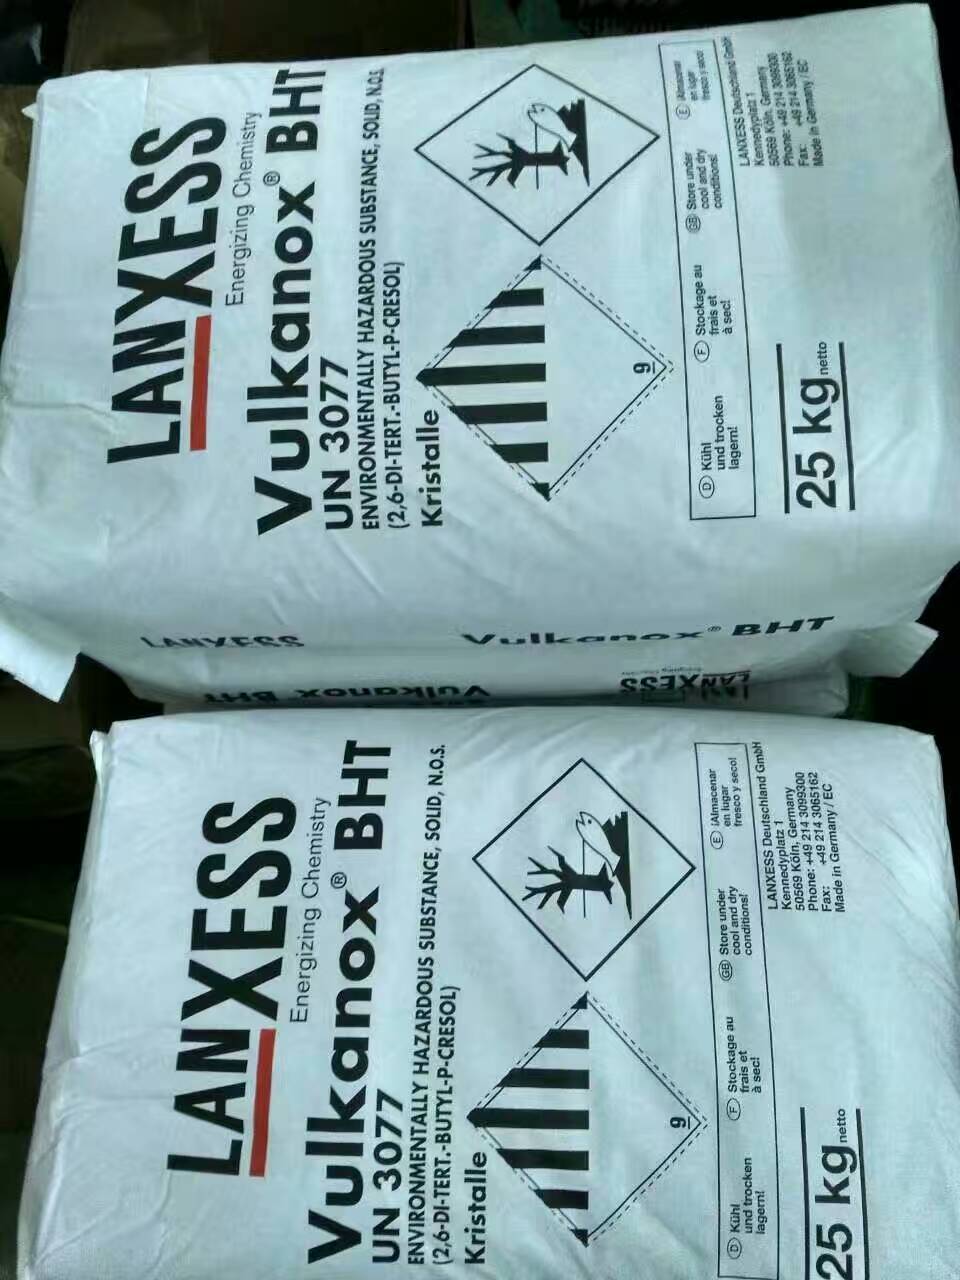 LANXESS
Energizing Chemistry
Vulkanox® BHT
UN 3077
ENVIRONMENTALLY HAZARDOUS SUBSTANCE, SOLID, N.O.S.
(2,6-DI-TERT.-BUTYL-P-CRESOL)
Kristalle
9
D Kühl
und trocken
lagern!
F Stockage au
frais et
à sec!
GB Store under
cool and dry
conditions!
E ¡Almacenar
en lugar
fresco y seco!
LANXESS Deutschland GmbH
Kennedyplatz 1
50569 Köln, Germany
Phone: +49 214 3099300
Fax: +49 214 3065162
Made in Germany / EC
25 kg netto
LANXESS Vulkanox® BHT
LANXESS
Vulkanox BHT
LANXESS
Energizing Chemistry
Vulkanox® BHT
UN 3077
ENVIRONMENTALLY HAZARDOUS SUBSTANCE, SOLID, N.O.S.
(2,6-DI-TERT.-BUTYL-P-CRESOL)
Kristalle
9
D Kühl
und trocken
lagern!
F Stockage au
frais et
à sec!
GB Store under
cool and dry
conditions!
E ¡Almacenar
en lugar
fresco y seco!
LANXESS Deutschland GmbH
Kennedyplatz 1
50569 Köln, Germany
Phone: +49 214 3099300
Fax: +49 214 3065162
Made in Germany / EC
25 kg netto